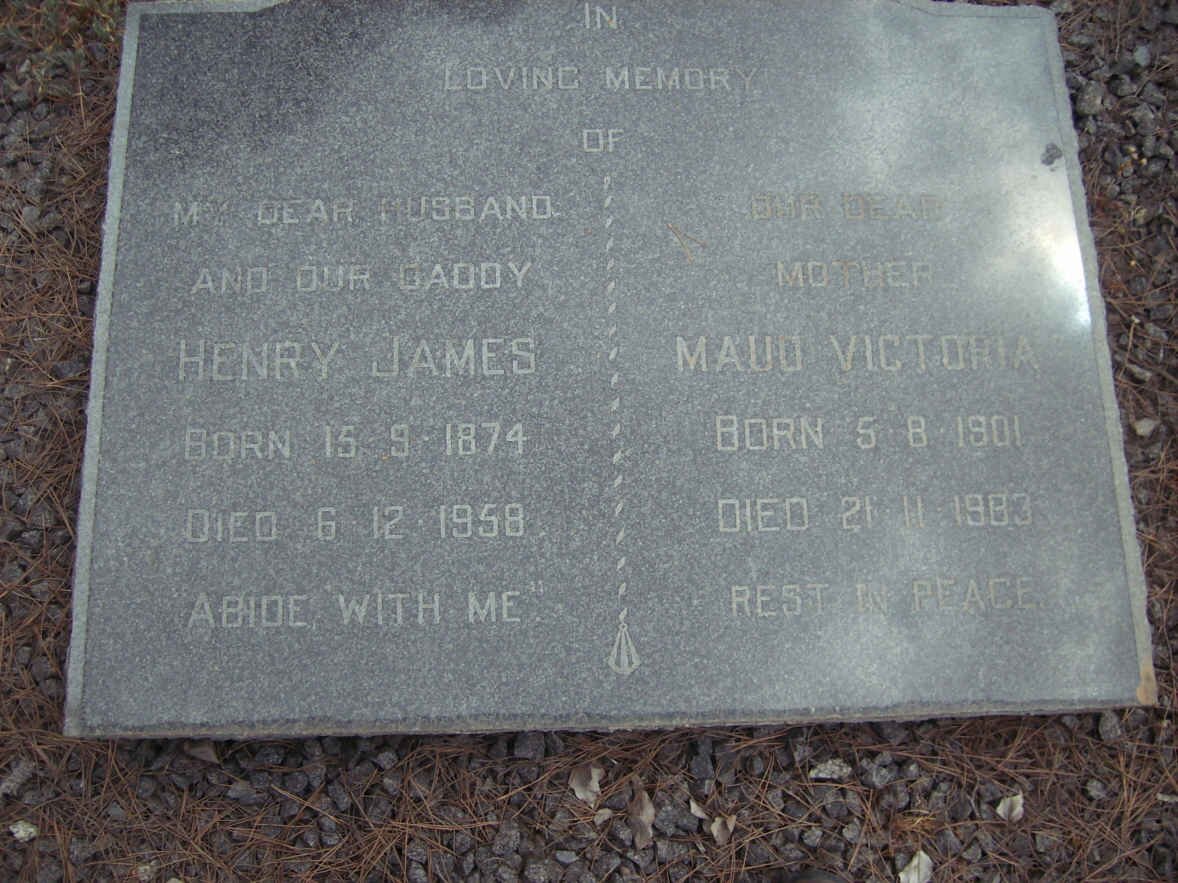 IN
LOVING MEMORY
OF
MY DEAR HUSBAND
AND OUR DADDY
HENRY JAMES
BORN 15·9·1874
DIED 6·12·1958
ABIDE "WITH ME".
OUR DEAR
MOTHER
MAUD VICTORIA
BORN 5·8·1901
DIED 21·11·1983
REST IN PEACE.